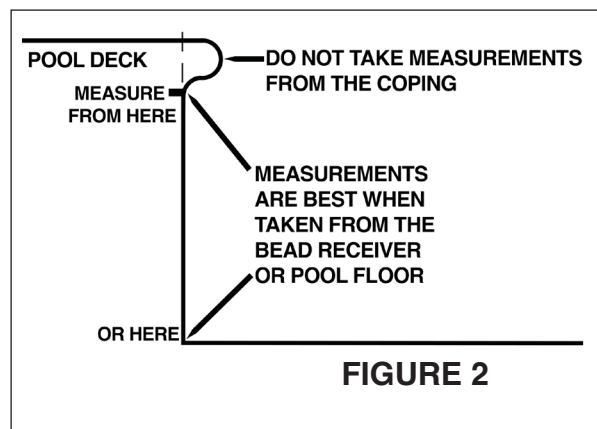 POOL DECK
DO NOT TAKE MEASUREMENTS
FROM THE COPING
MEASURE
FROM HERE
MEASUREMENTS
ARE BEST WHEN
TAKEN FROM THE
BEAD RECEIVER
OR POOL FLOOR
OR HERE
FIGURE 2